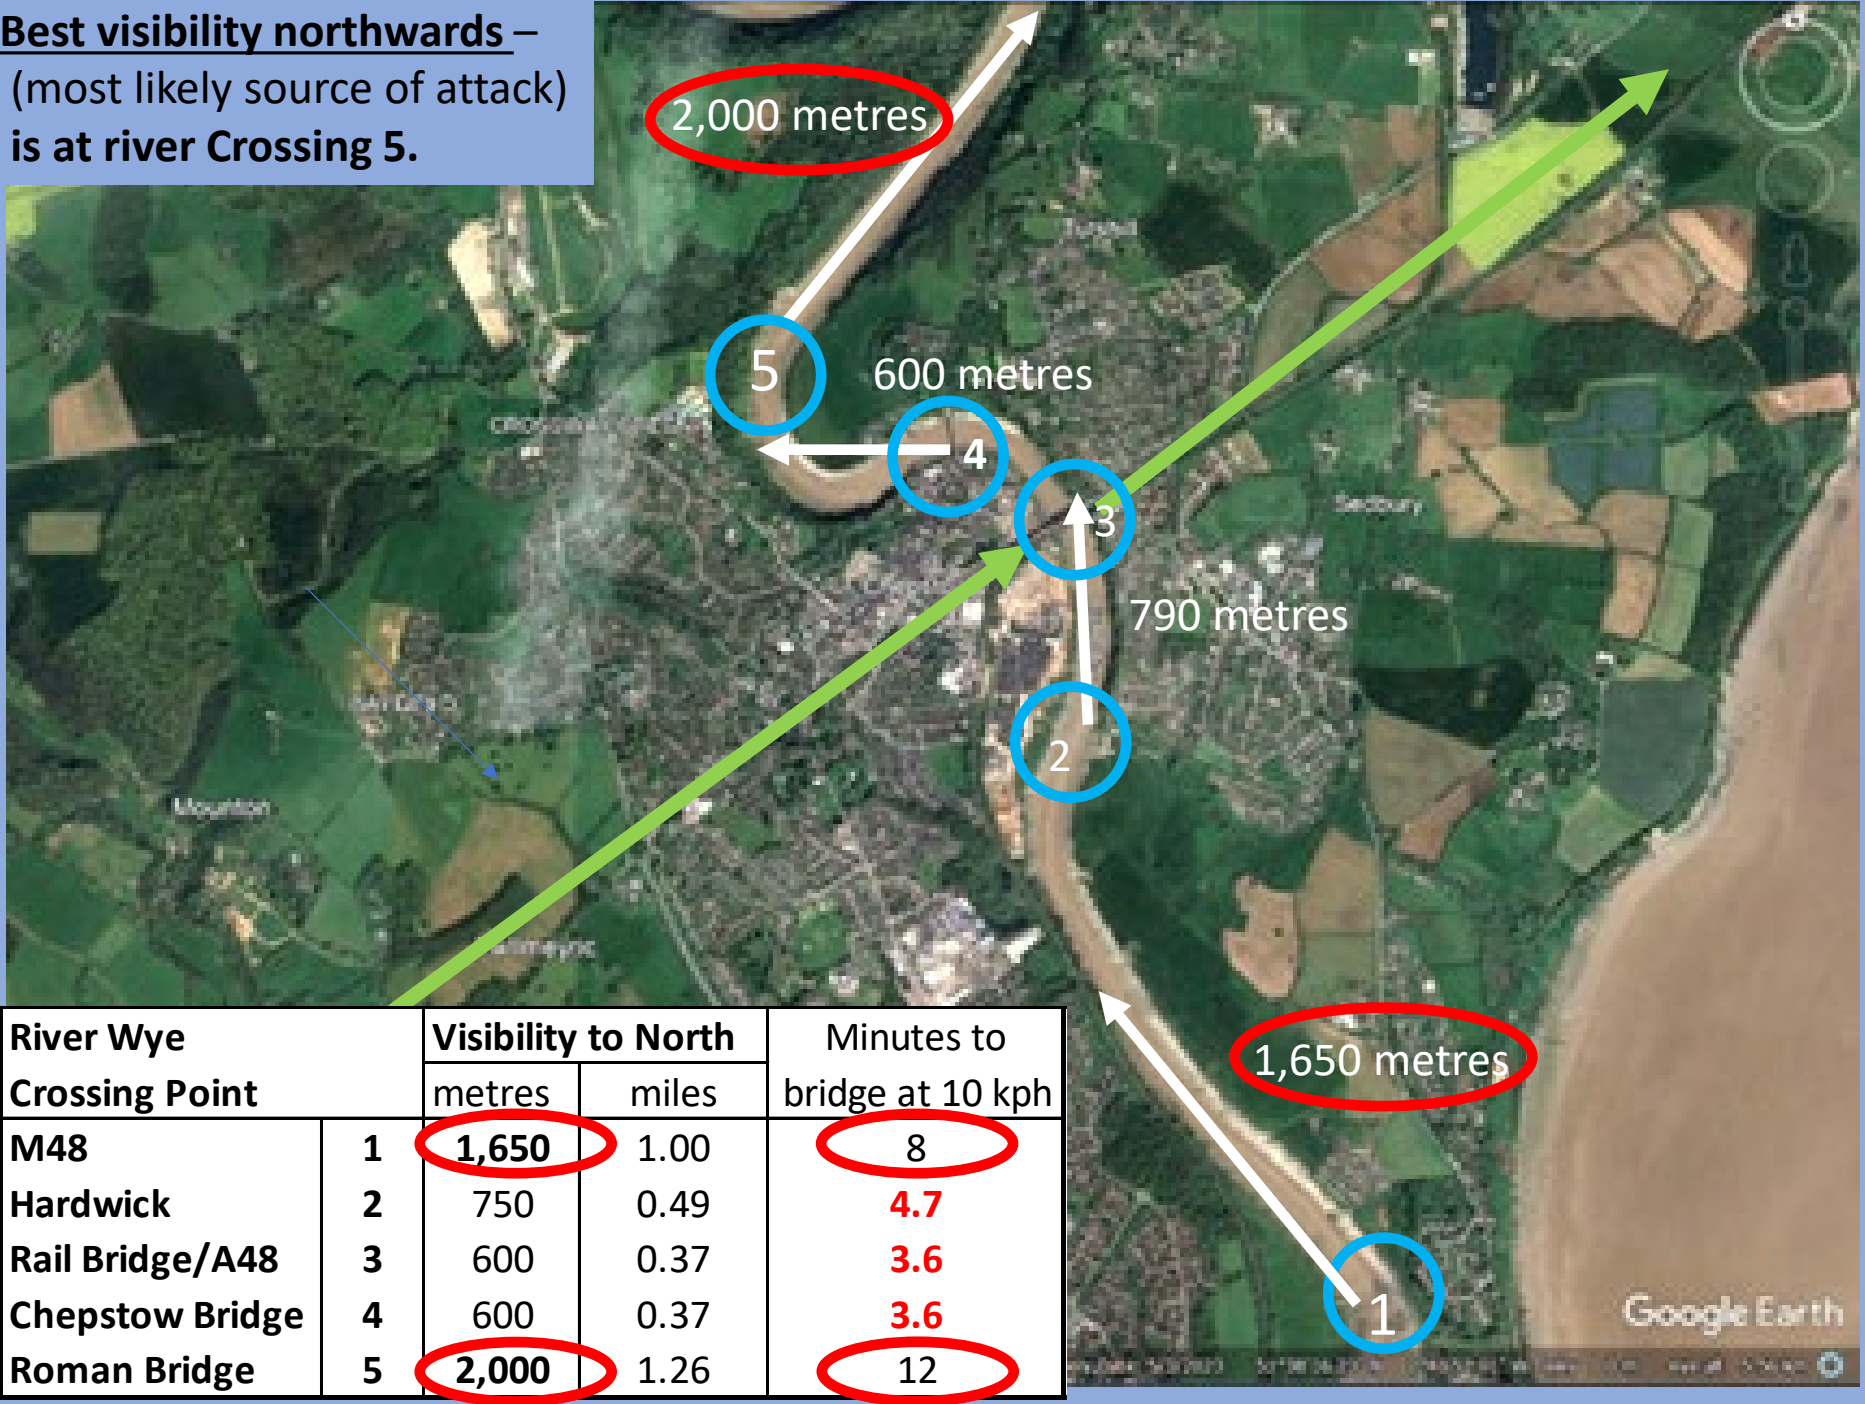 Best visibility northwards –
(most likely source of attack)
is at river Crossing 5.
2,000 metres
5
600 metres
4
3
Sedbury
790 metres
2
Mounton
1,650 metres
1
Google Earth
River Wye Visibility to North Minutes to
Crossing Point metres miles bridge at 10 kph
M48 1 1,650 1.00 8
Hardwick 2 750 0.49 4.7
Rail Bridge/A48 3 600 0.37 3.6
Chepstow Bridge 4 600 0.37 3.6
Roman Bridge 5 2,000 1.26 12